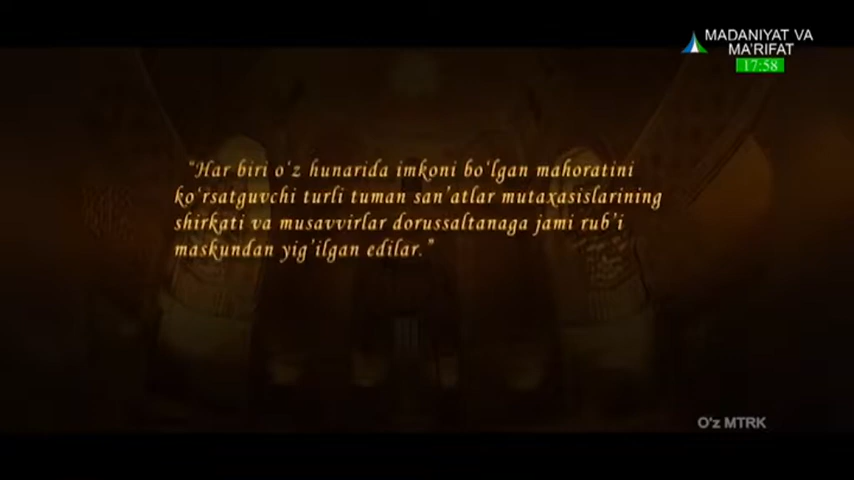 MADANIYAT VA
MA'RIFAT
17:58
“Har biri o‘z hunarida imkoni bo‘lgan mahoratini
ko‘rsatguvchi turli tuman san’atlar mutaxasislarining
shirkati va musavvirlar dorussaltanaga jami rub’i
maskundan yig’ilgan edilar.”
O'z MTRK